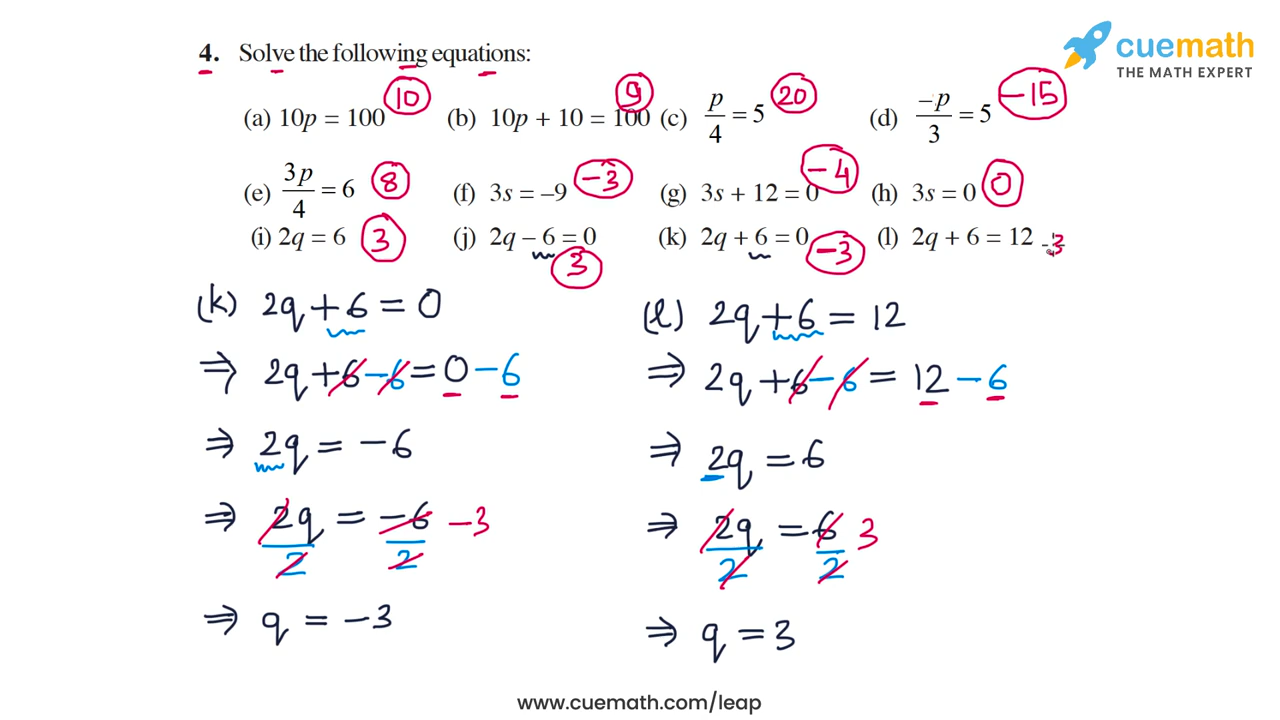 4. Solve the following equations:
cuemath
THE MATH EXPERT
(a) 10p = 100 10 (b) 10p + 10 = 100 9 (c) p/4 = 5 20 (d) -p/3 = 5 -15
(e) 3p/4 = 6 8 (f) 3s = –9 -3 (g) 3s + 12 = 0 -4 (h) 3s = 0 0
(i) 2q = 6 3 (j) 2q – 6 = 0 3 (k) 2q + 6 = 0 -3 (l) 2q + 6 = 12 3
(k) 2q + 6 = 0
⇒ 2q + 6 - 6 = 0 - 6
⇒ 2q = -6
⇒ 2q/2 = -6/2 -3
⇒ q = -3
(l) 2q + 6 = 12
⇒ 2q + 6 - 6 = 12 - 6
⇒ 2q = 6
⇒ 2q/2 = 6/2 3
⇒ q = 3
www.cuemath.com/leap